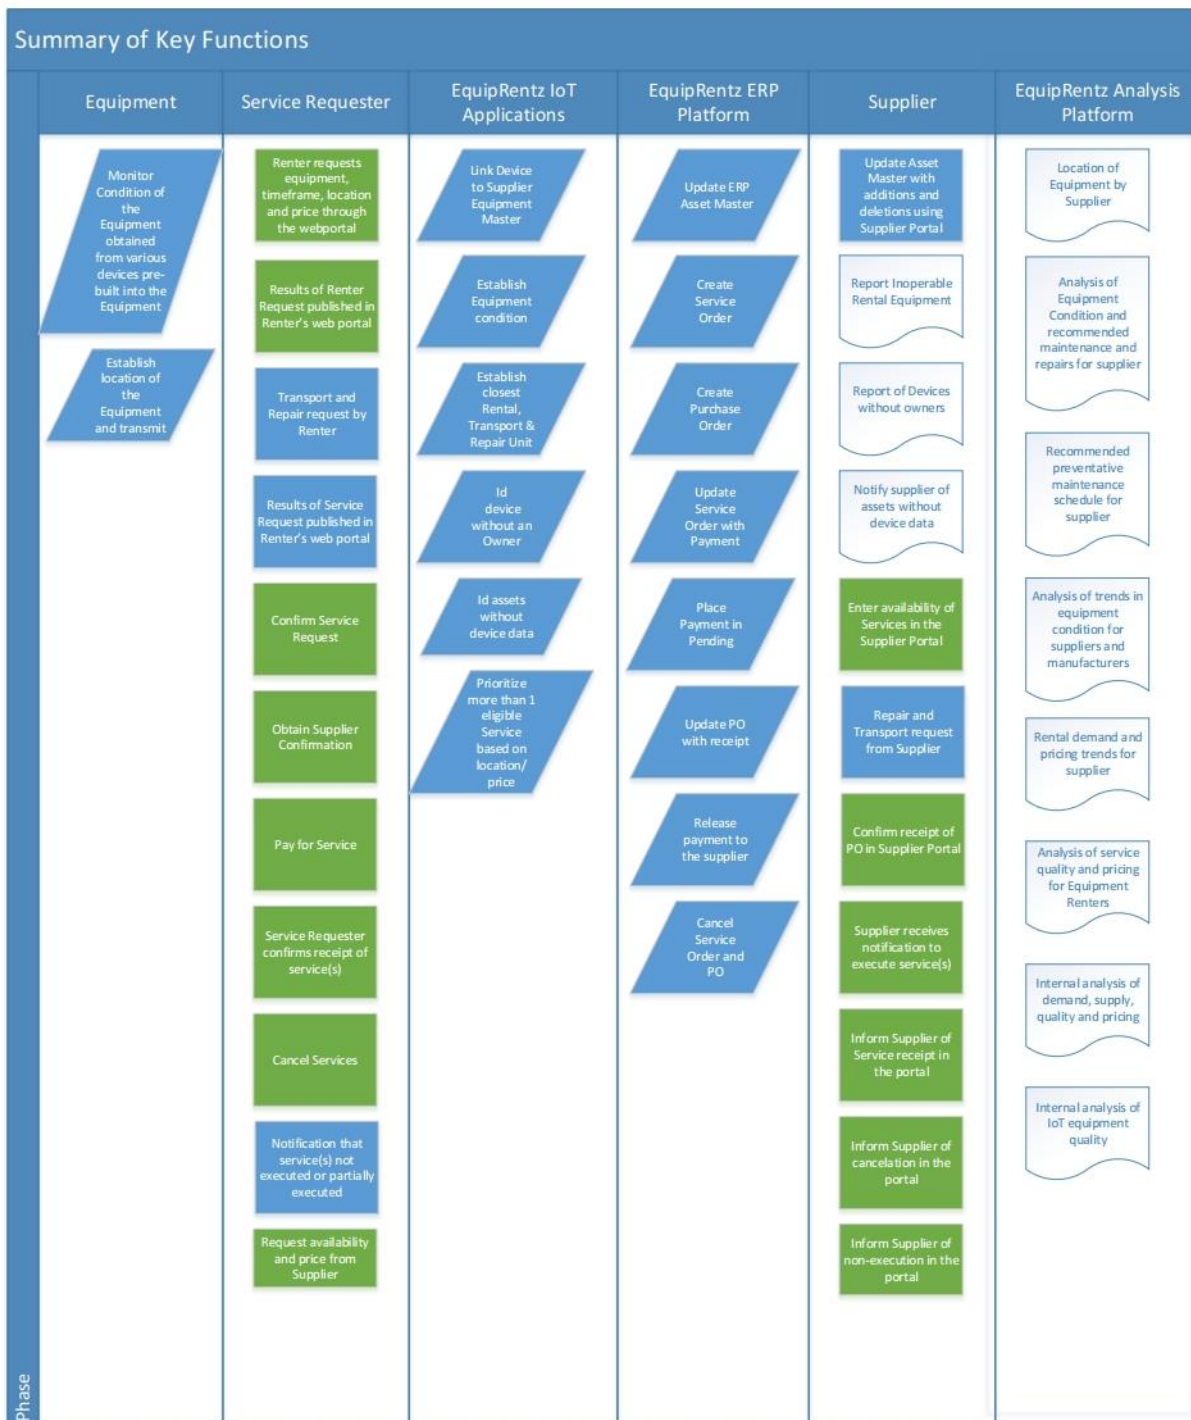 Summary of Key Functions
Equipment
Service Requester
EquipRentz IoT
Applications
EquipRentz ERP
Platform
Supplier
EquipRentz Analysis
Platform
Monitor
Condition of
the
Equipment
obtained
from various
devices pre-
built into the
Equipment
Establish
location of
the
Equipment
and transmit
Renter requests
equipment,
timeframe, location
and price through
the webportal
Results of Renter
Request published in
Renter's web portal
Transport and
Repair request by
Renter
Results of Service
Request published in
Renter's web portal
Confirm Service
Request
Obtain Supplier
Confirmation
Pay for Service
Service Requester
confirms receipt of
service(s)
Cancel Services
Notification that
service(s) not
executed or partially
executed
Request availability
and price from
Supplier
Link Device
to Supplier
Equipment
Master
Establish
Equipment
condition
Establish
closest
Rental,
Transport &
Repair Unit
Id
device
without an
Owner
Id assets
without
device data
Prioritize
more than 1
eligible
Service
based on
location/
price
Update ERP
Asset Master
Create
Service
Order
Create
Purchase
Order
Update
Service
Order with
Payment
Place
Payment in
Pending
Update PO
with receipt
Release
payment to
the supplier
Cancel
Service
Order and
PO
Update Asset
Master with
additions and
deletions using
Supplier Portal
Report Inoperable
Rental Equipment
Report of Devices
without owners
Notify supplier of
assets without
device data
Enter availability of
Services in the
Supplier Portal
Repair and
Transport request
from Supplier
Confirm receipt of
PO in Supplier Portal
Supplier receives
notification to
execute service(s)
Inform Supplier of
Service receipt in
the portal
Inform Supplier of
cancelation in the
portal
Inform Supplier of
non-execution in the
portal
Location of
Equipment by
Supplier
Analysis of
Equipment
Condition and
recommended
maintenance and
repairs for supplier
Recommended
preventative
maintenance
schedule for
supplier
Analysis of trends in
equipment
condition for
suppliers and
manufacturers
Rental demand and
pricing trends for
supplier
Analysis of service
quality and pricing
for Equipment
Renters
Internal analysis of
demand, supply,
quality and pricing
Internal analysis of
IoT equipment
quality
Phase